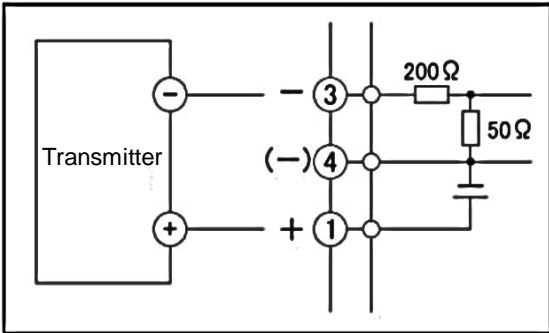 200Ω
− − 3
50Ω
Transmitter
(−) 4
+ + 1